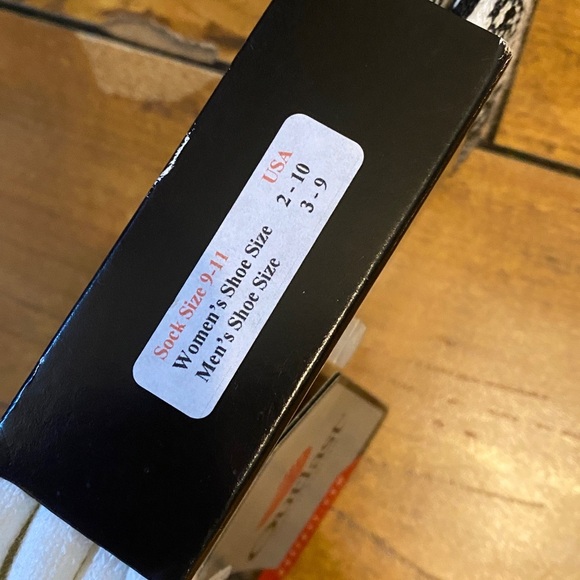 Sock Size 9-11 USA
Women's Shoe Size 2 - 10
Men's Shoe Size 3 - 9